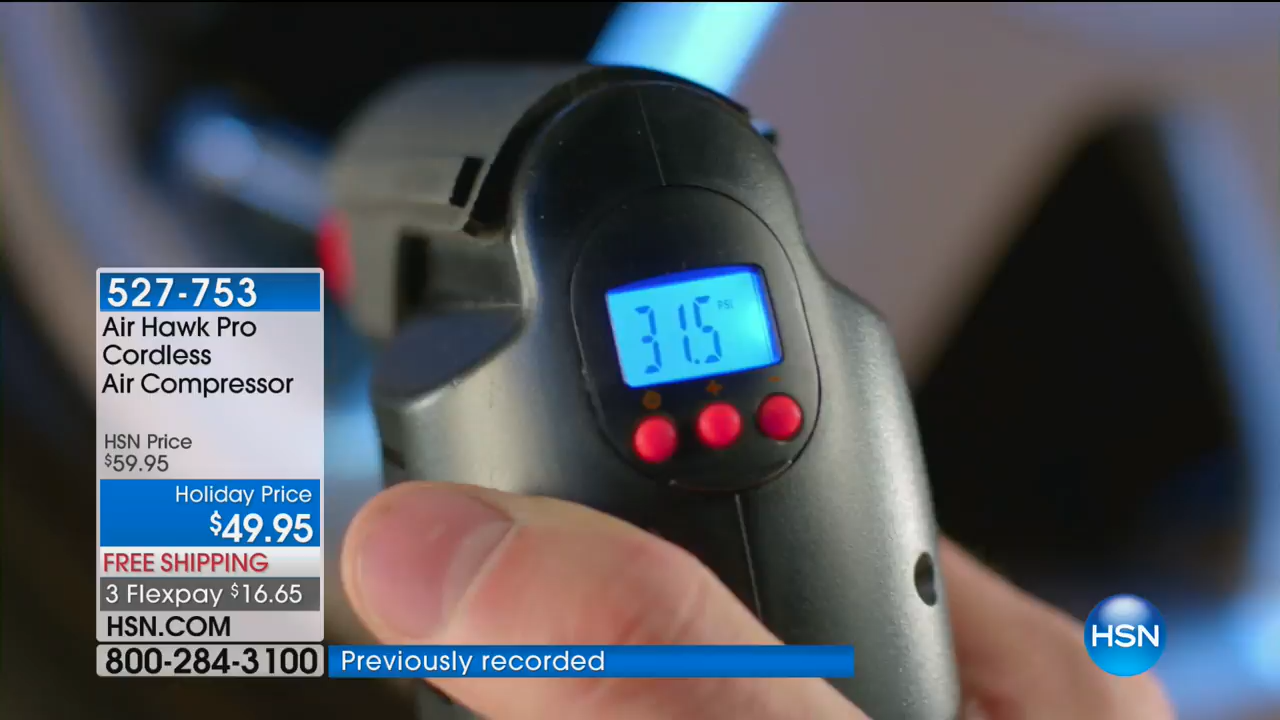 31.5 PSI
527-753
Air Hawk Pro
Cordless
Air Compressor
HSN Price
$59.95
Holiday Price
$49.95
FREE SHIPPING
3 Flexpay $16.65
HSN.COM
800-284-3100
Previously recorded
HSN